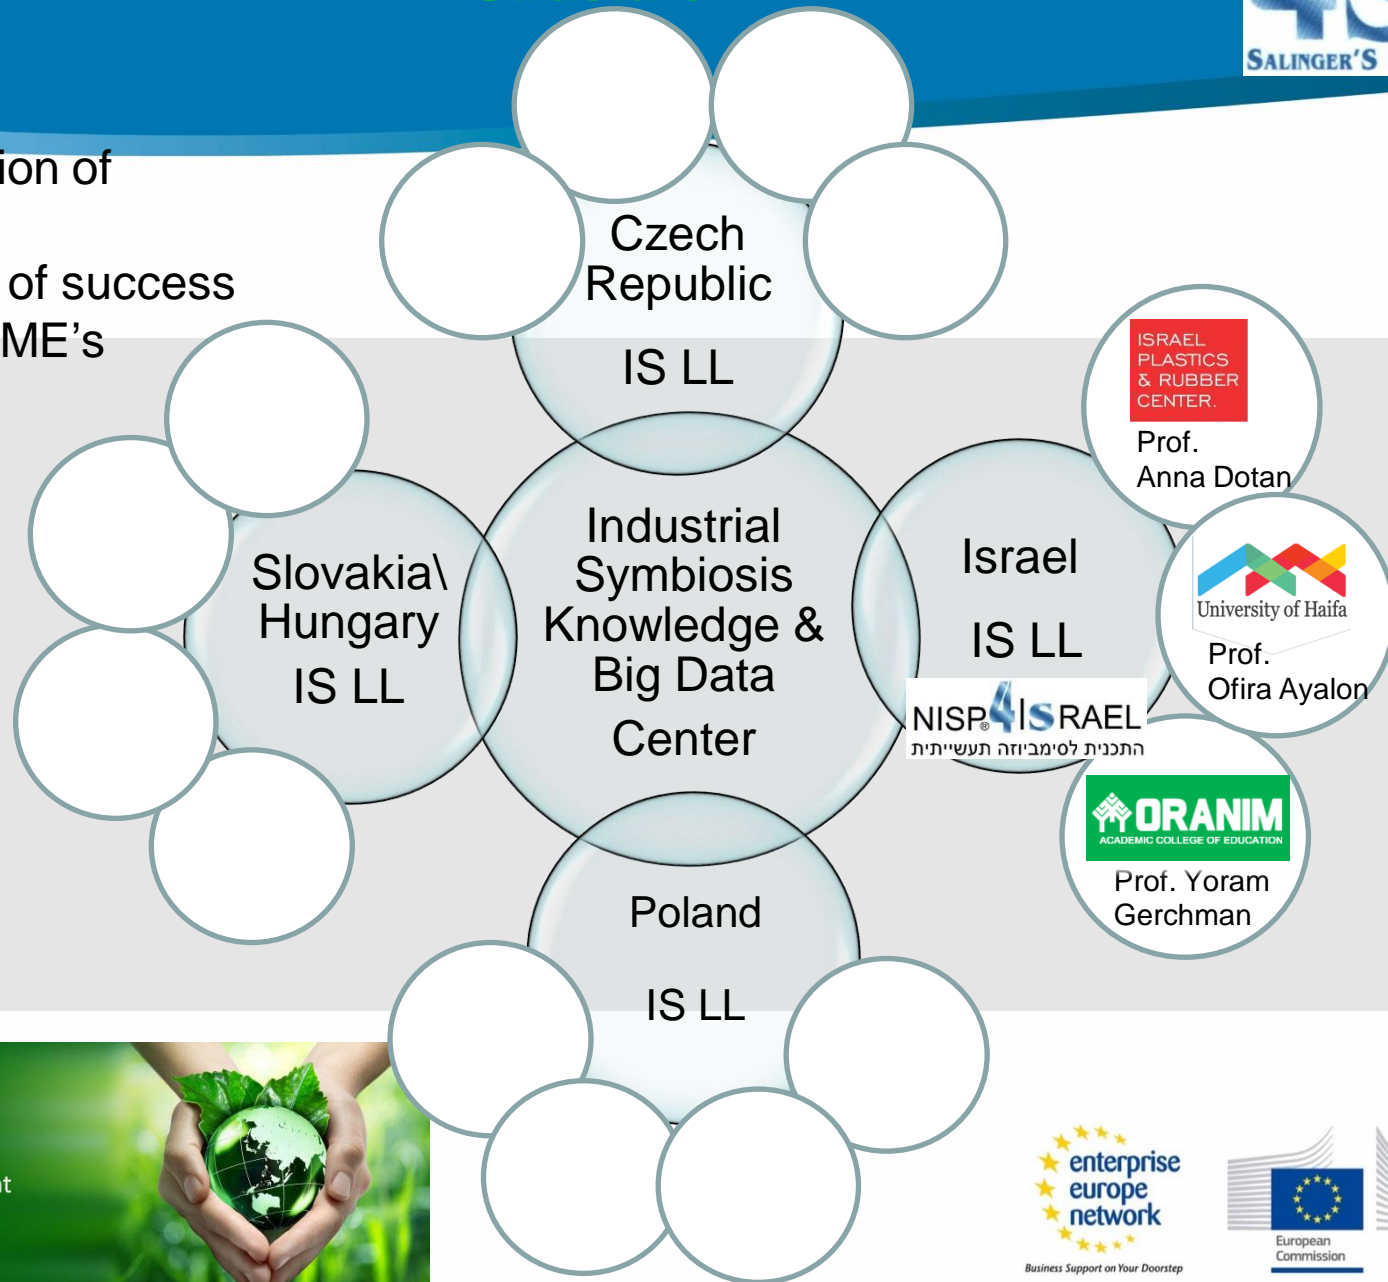 SALINGER'S
ion of
of success
ME's
Czech
Republic
IS LL
ISRAEL
PLASTICS
& RUBBER
CENTER.
Prof.
Anna Dotan
Slovakia\
Hungary
IS LL
Industrial
Symbiosis
Knowledge &
Big Data
Center
Israel
IS LL
NISP® 4IS RAEL
התכנית לסימביוזה תעשייתית
University of Haifa
Prof.
Ofira Ayalon
ORANIM
ACADEMIC COLLEGE OF EDUCATION
Prof. Yoram
Gerchman
Poland
IS LL
enterprise
europe
network
Business Support on Your Doorstep
European
Commission